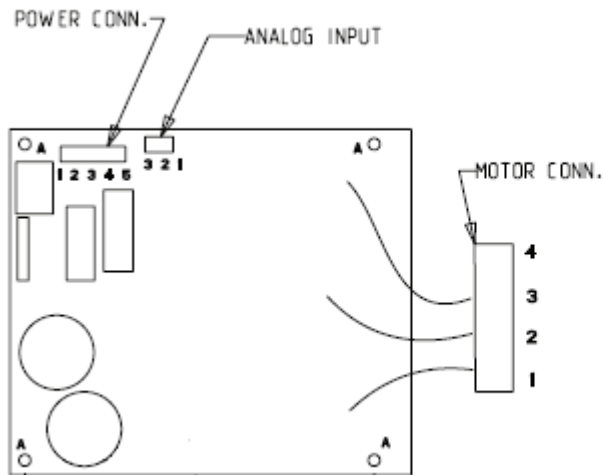 POWER CONN.
ANALOG INPUT
A
A
1 2 3 4 5
3 2 1
MOTOR CONN.
4
3
2
1
A
A